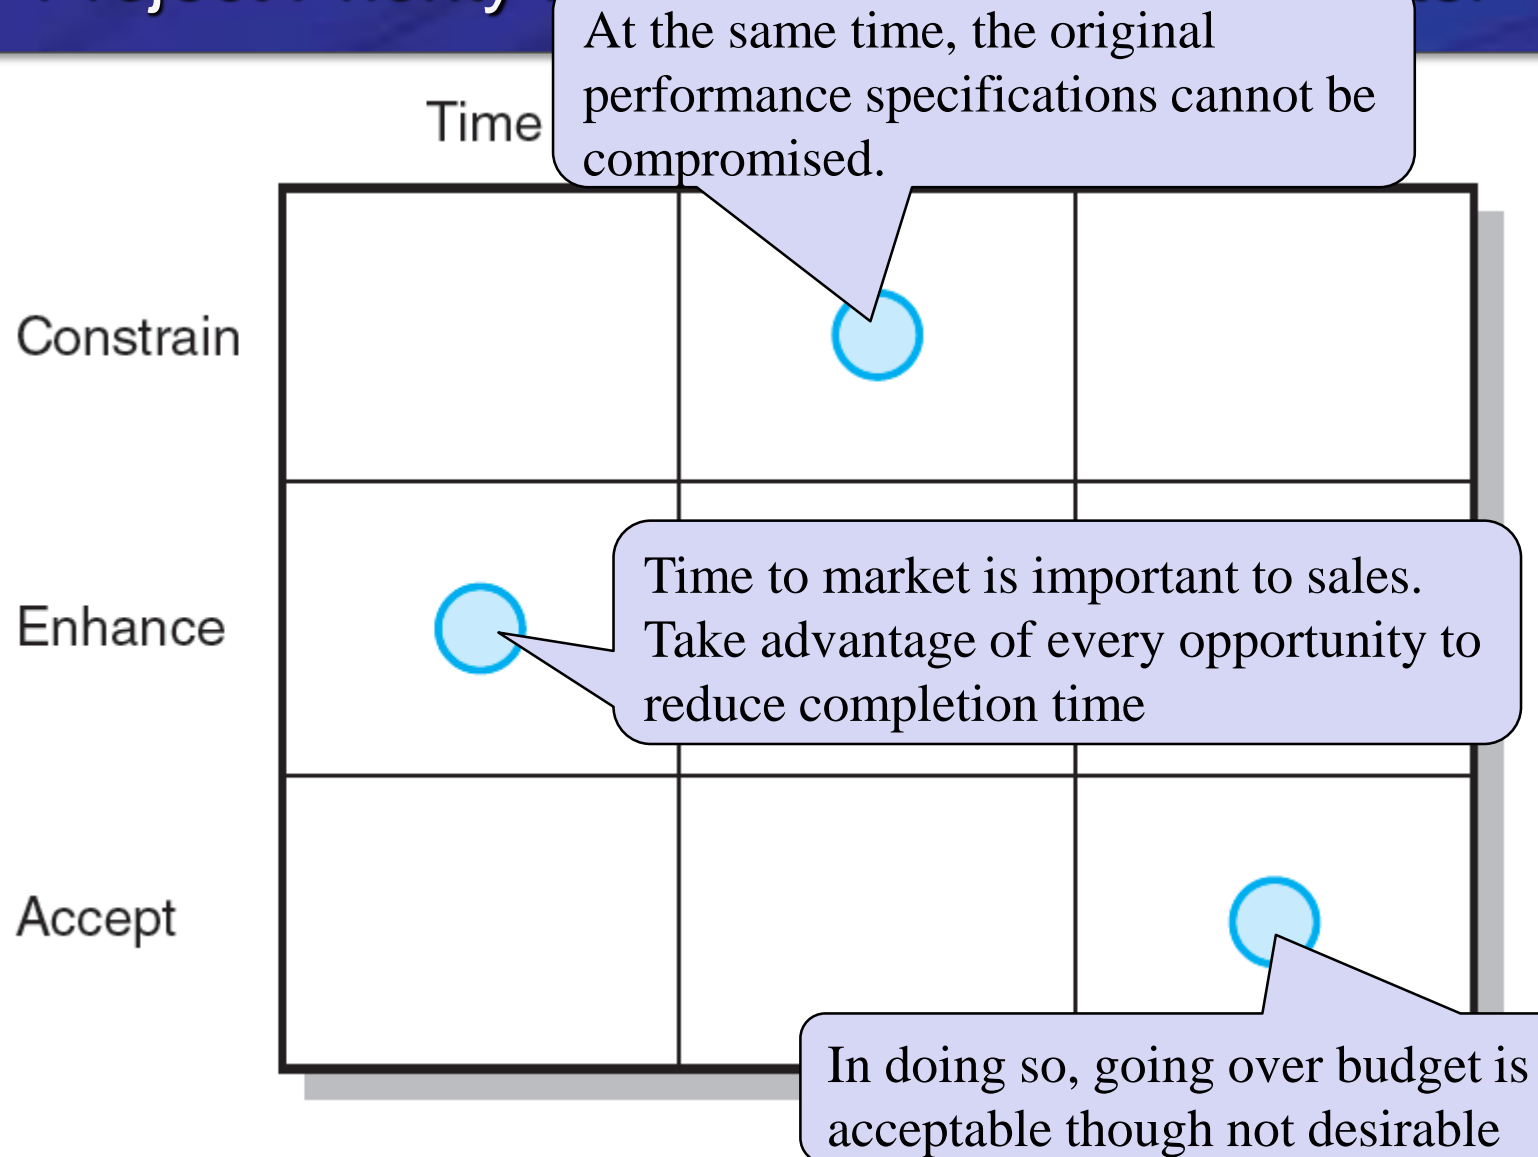 Project Priority
At the same time, the original
performance specifications cannot be
compromised.
Time
Constrain
Enhance
Time to market is important to sales.
Take advantage of every opportunity to
reduce completion time
Accept
In doing so, going over budget is
acceptable though not desirable